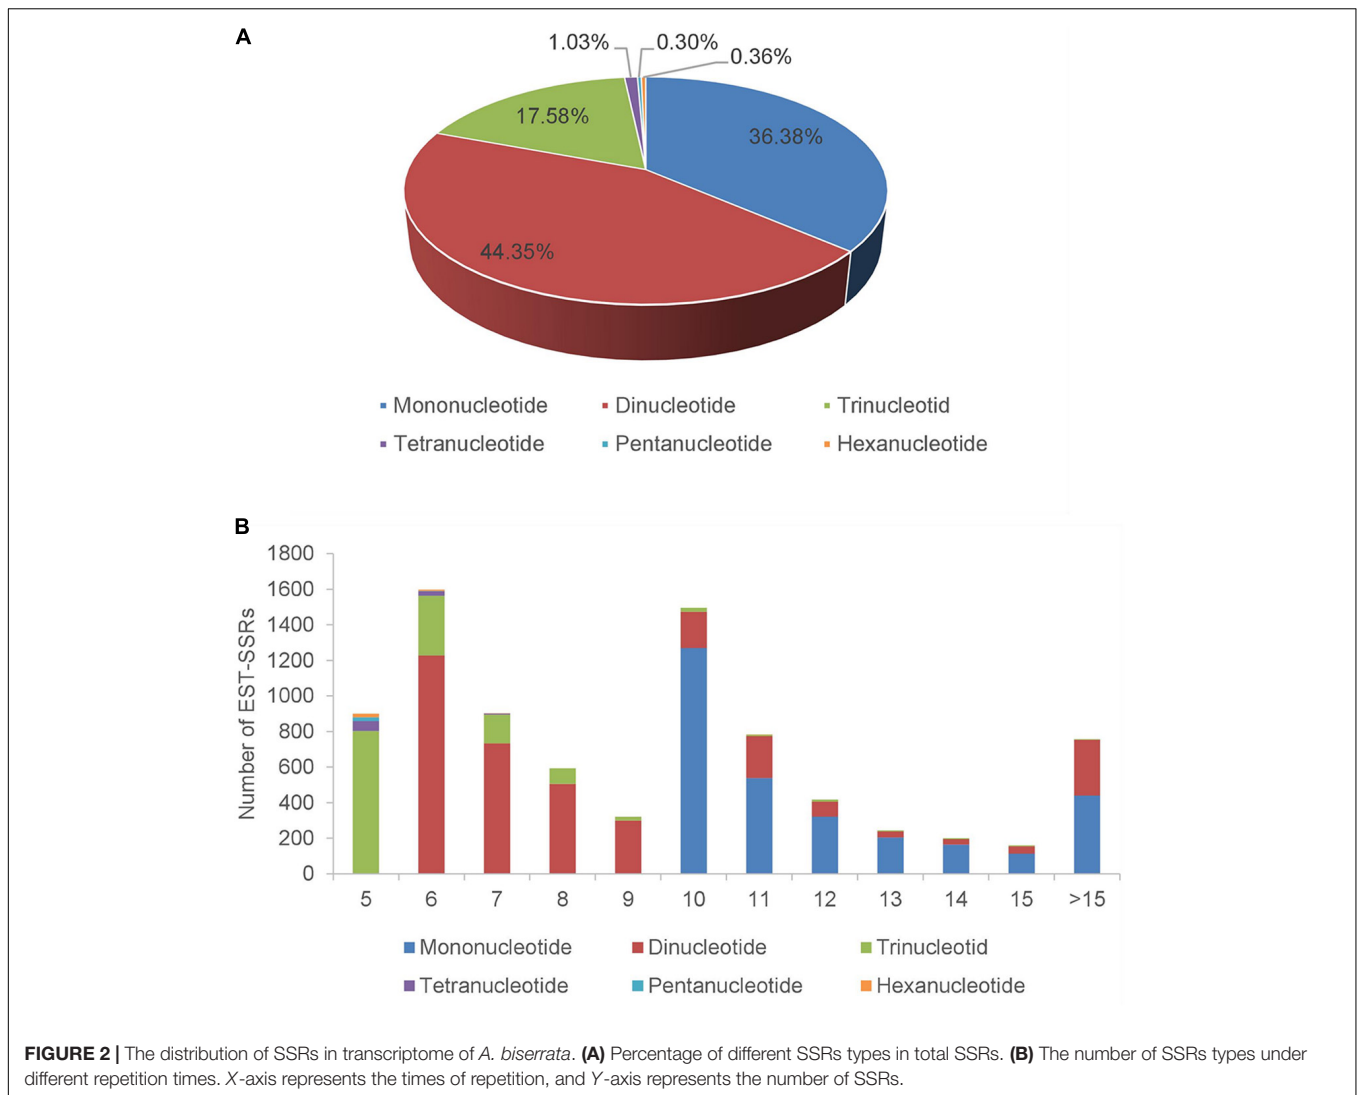 A
1.03%
0.30%
0.36%
17.58%
36.38%
44.35%
Mononucleotide
Dinucleotide
Trinucleotid
Tetranucleotide
Pentanucleotide
Hexanucleotide
B
Number of EST-SSRs
1800
1600
1400
1200
1000
800
600
400
200
0
5 6 7 8 9 10 11 12 13 14 15 >15
Mononucleotide
Dinucleotide
Trinucleotid
Tetranucleotide
Pentanucleotide
Hexanucleotide
FIGURE 2 | The distribution of SSRs in transcriptome of A. biserrata. (A) Percentage of different SSRs types in total SSRs. (B) The number of SSRs types under
different repetition times. X-axis represents the times of repetition, and Y-axis represents the number of SSRs.